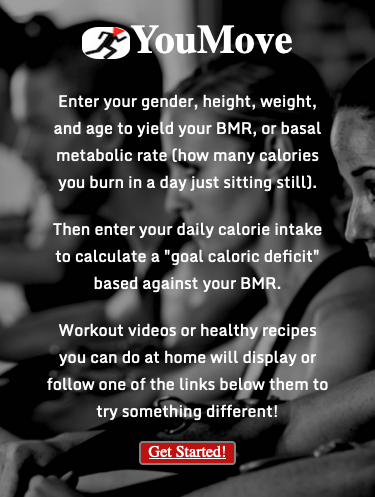 YouMove
Enter your gender, height, weight,
and age to yield your BMR, or basal
metabolic rate (how many calories
you burn in a day just sitting still).
Then enter your daily calorie intake
to calculate a "goal caloric deficit"
based against your BMR.
Workout videos or healthy recipes
you can do at home will display or
follow one of the links below them to
try something different!
Get Started!